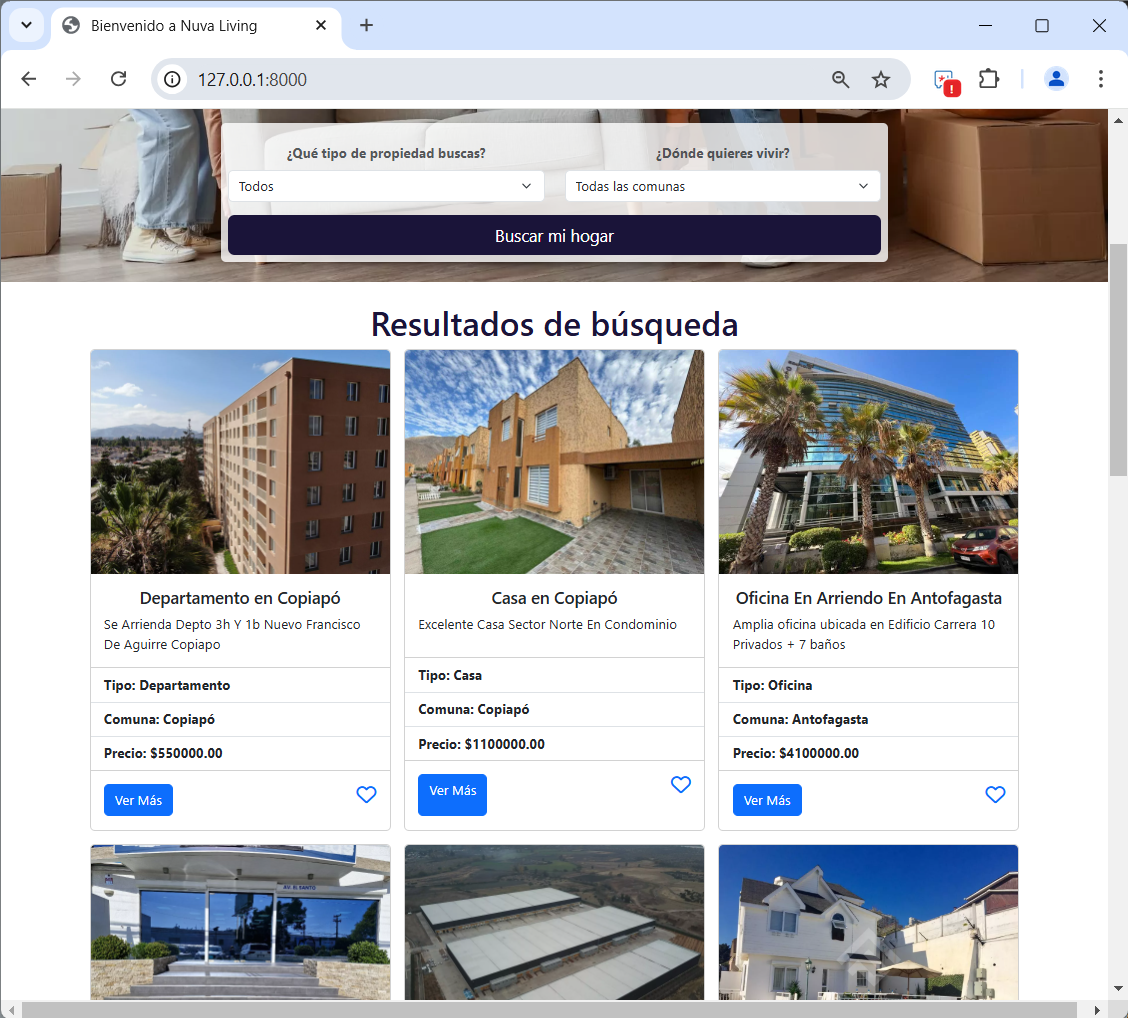 Bienvenido a Nuva Living
127.0.0.1:8000
¿Qué tipo de propiedad buscas?
¿Dónde quieres vivir?
Todos
Todas las comunas
Buscar mi hogar
Resultados de búsqueda
Departamento en Copiapó
Se Arrienda Depto 3h Y 1b Nuevo Francisco
De Aguirre Copiapo
Tipo: Departamento
Comuna: Copiapó
Precio: $550000.00
Ver Más
Casa en Copiapó
Excelente Casa Sector Norte En Condominio
Tipo: Casa
Comuna: Copiapó
Precio: $1100000.00
Ver Más
Oficina En Arriendo En Antofagasta
Amplia oficina ubicada en Edificio Carrera 10
Privados + 7 baños
Tipo: Oficina
Comuna: Antofagasta
Precio: $4100000.00
Ver Más
AV. EL SANTO